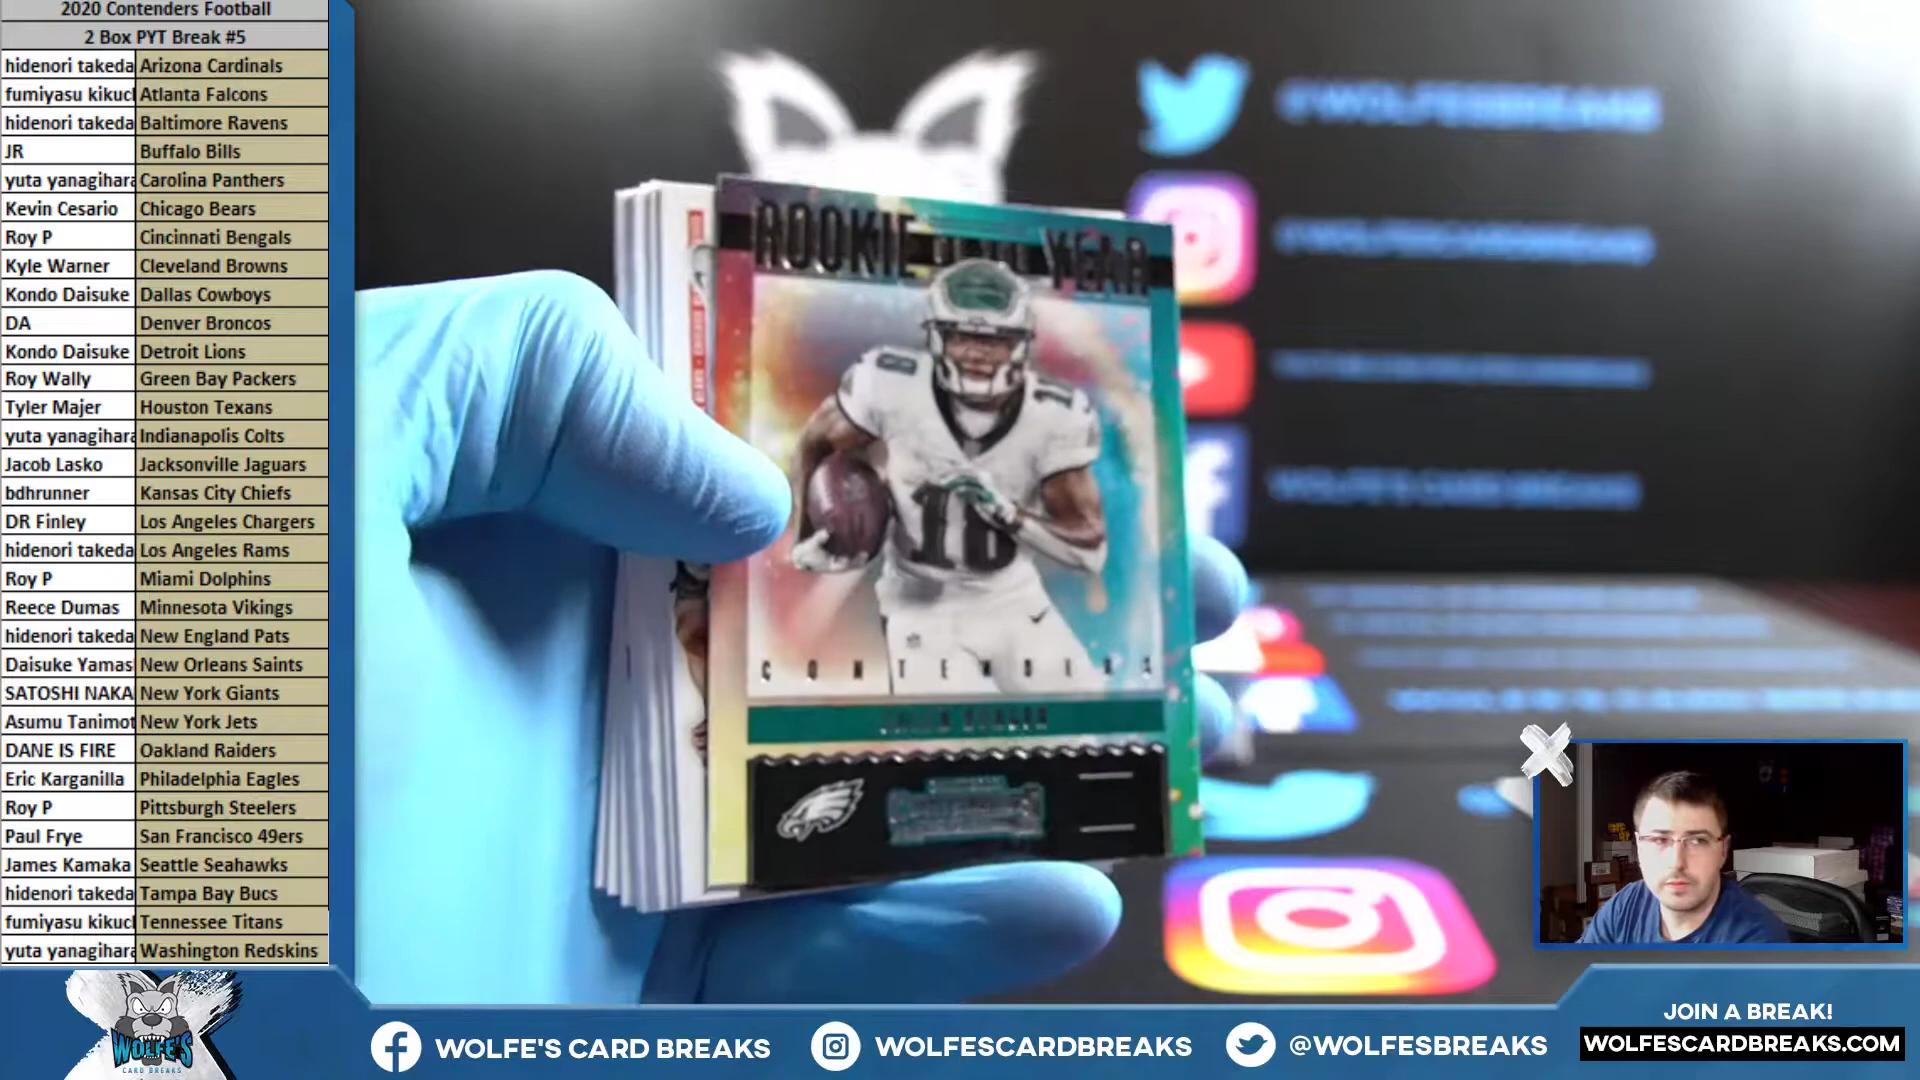 2020 Contenders Football
2 Box PYT Break #5
hidenori takeda Arizona Cardinals
fumiyasu kikuc Atlanta Falcons
hidenori takeda Baltimore Ravens
JR Buffalo Bills
yuta yanagihara Carolina Panthers
Kevin Cesario Chicago Bears
Roy P Cincinnati Bengals
Kyle Warner Cleveland Browns
Kondo Daisuke Dallas Cowboys
DA Denver Broncos
Kondo Daisuke Detroit Lions
Roy Wally Green Bay Packers
Tyler Majer Houston Texans
yuta yanagihara Indianapolis Colts
Jacob Lasko Jacksonville Jaguars
bdhrunner Kansas City Chiefs
DR Finley Los Angeles Chargers
hidenori takeda Los Angeles Rams
Roy P Miami Dolphins
Reece Dumas Minnesota Vikings
hidenori takeda New England Pats
Daisuke Yamas New Orleans Saints
SATOSHI NAKA New York Giants
Asumu Tanimot New York Jets
DANE IS FIRE Oakland Raiders
Eric Karganilla Philadelphia Eagles
Roy P Pittsburgh Steelers
Paul Frye San Francisco 49ers
James Kamaka Seattle Seahawks
hidenori takeda Tampa Bay Bucs
fumiyasu kikuc Tennessee Titans
yuta yanagihara Washington Redskins
@WOLFESBREAKS
ROOKIE OF THE YEAR
18
18
18
CONTENDERS
WOLFE'S
CARD BREAKS
WOLFE'S CARD BREAKS
WOLFESCARDBREAKS
@WOLFESBREAKS
JOIN A BREAK!
WOLFESCARDBREAKS.COM